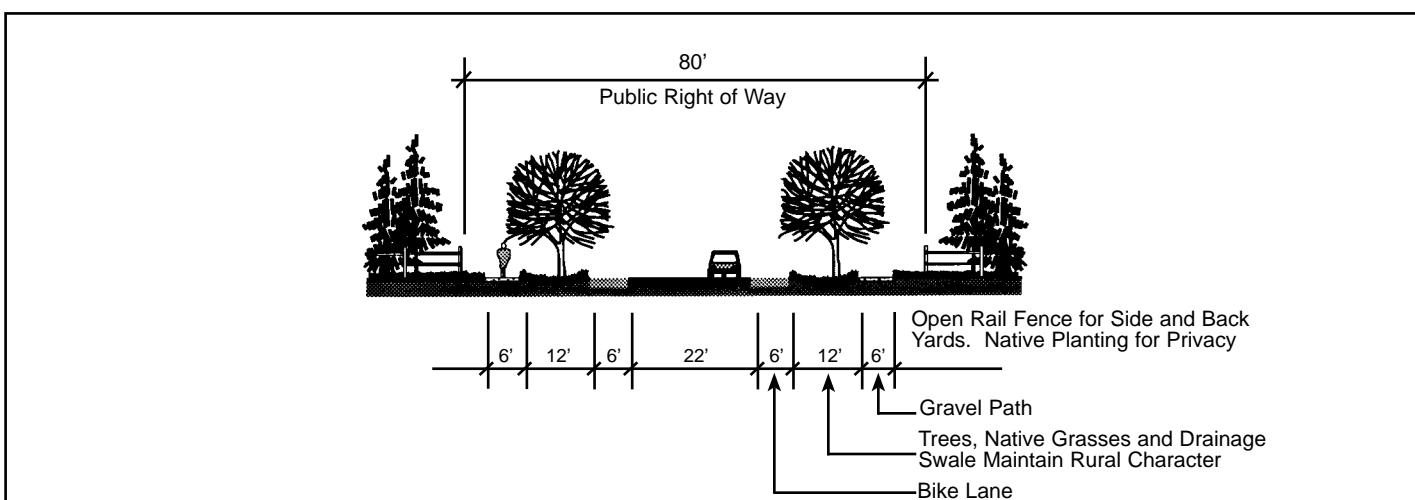 80’
Public Right of Way
Open Rail Fence for Side and Back
Yards.  Native Planting for Privacy
6’ 12’ 6’ 22’ 6’ 12’ 6’
Gravel Path
Trees, Native Grasses and Drainage
Swale Maintain Rural Character
Bike Lane